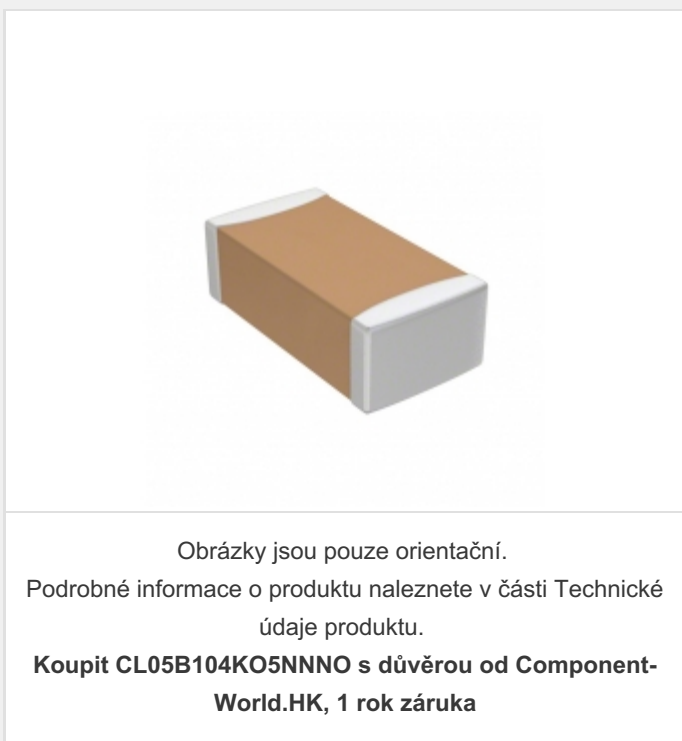 Obrázky jsou pouze orientační.
Podrobné informace o produktu naleznete v části Technické
údaje produktu.
Koupit CL05B104KO5NNNO s důvěrou od Component-
World.HK, 1 rok záruka